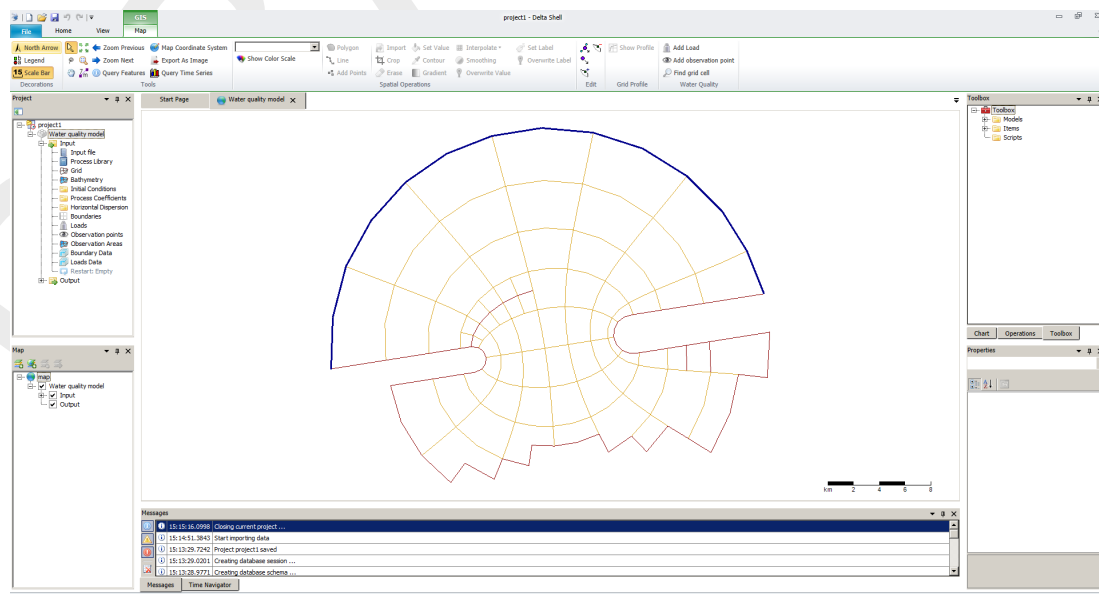 project1 - Delta Shell
GIS
File Home View Map
North Arrow Zoom Previous Map Coordinate System Polygon Import Set Value Interpolate Set Label Show Profile Add Load
Legend Zoom Next Export As Image Show Color Scale Line Crop Contour Smoothing Overwrite Label Add observation point
15 Scale Bar Query Features Query Time Series Add Points Erase Gradient Overwrite Value Find grid cell
Decorations Tools Spatial Operations Edit Grid Profile Water Quality
Project Start Page Water quality model Toolbox
project1
Water quality model
Input
Input file
Process Library
Grid
Bathymetry
Initial Conditions
Process Coefficients
Horizontal Dispersion
Boundaries
Loads
Observation points
Observation Areas
Boundary Data
Loads Data
Restart: Empty
Output
Toolbox
Models
Items
Scripts
Chart Operations Toolbox
Map
map
Water quality model
Input
Output
Properties
km 2 4 6 8
Messages
15:15:16.0998 Closing current project ...
15:14:51.3843 Start importing data
15:13:29.7242 Project project1 saved
15:13:29.0201 Creating database session ...
15:13:28.9771 Creating database schema ...
Messages Time Navigator